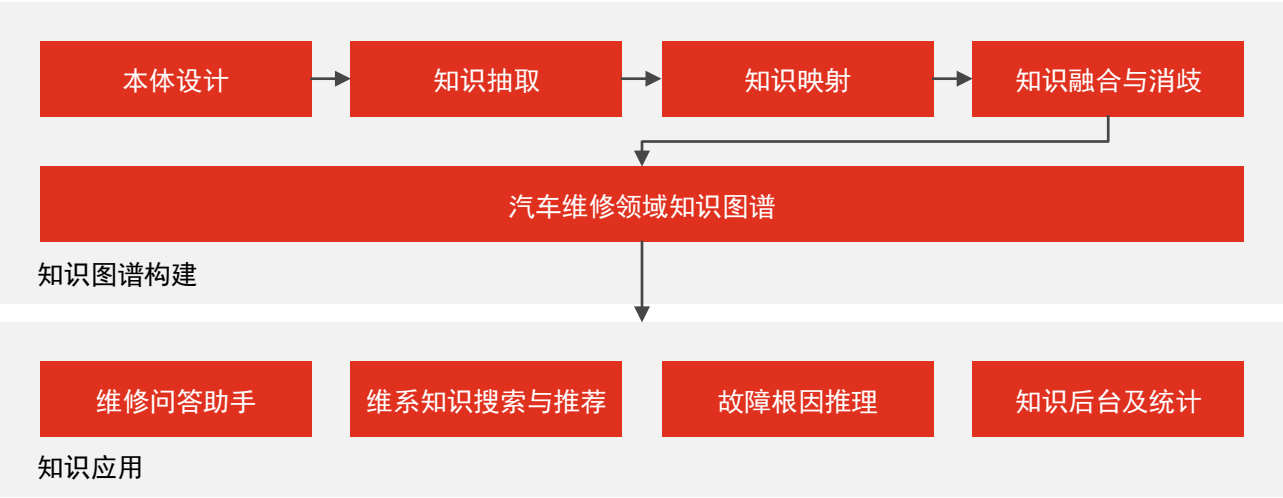 本体设计
知识抽取
知识映射
知识融合与消歧
汽车维修领域知识图谱
知识图谱构建
维修问答助手
维系知识搜索与推荐
故障根因推理
知识后台及统计
知识应用